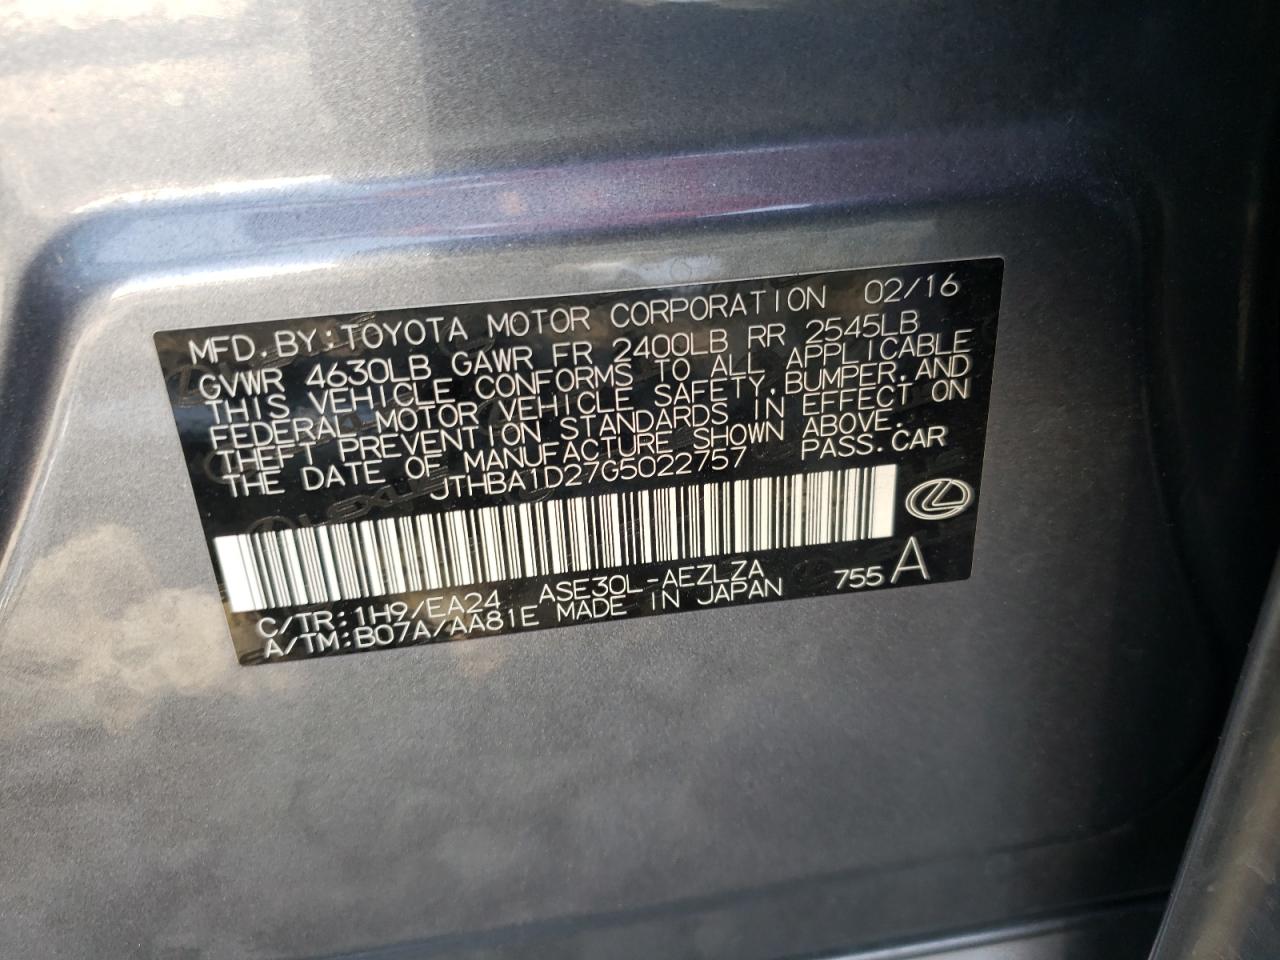 MFD.BY:TOYOTA MOTOR CORPORATION 02/16
GVWR 4630LB GAWR FR 2400LB RR 2545LB
THIS VEHICLE CONFORMS TO ALL APPLICABLE
FEDERAL MOTOR VEHICLE SAFETY,BUMPER,AND
THEFT PREVENTION STANDARDS IN EFFECT ON
THE DATE OF MANUFACTURE SHOWN ABOVE.
JTHBA1D27G5022757 PASS.CAR
C/TR:1H9/EA24 ASE30L-AEZLZA 755 A
A/TM:B07A/AA81E MADE IN JAPAN